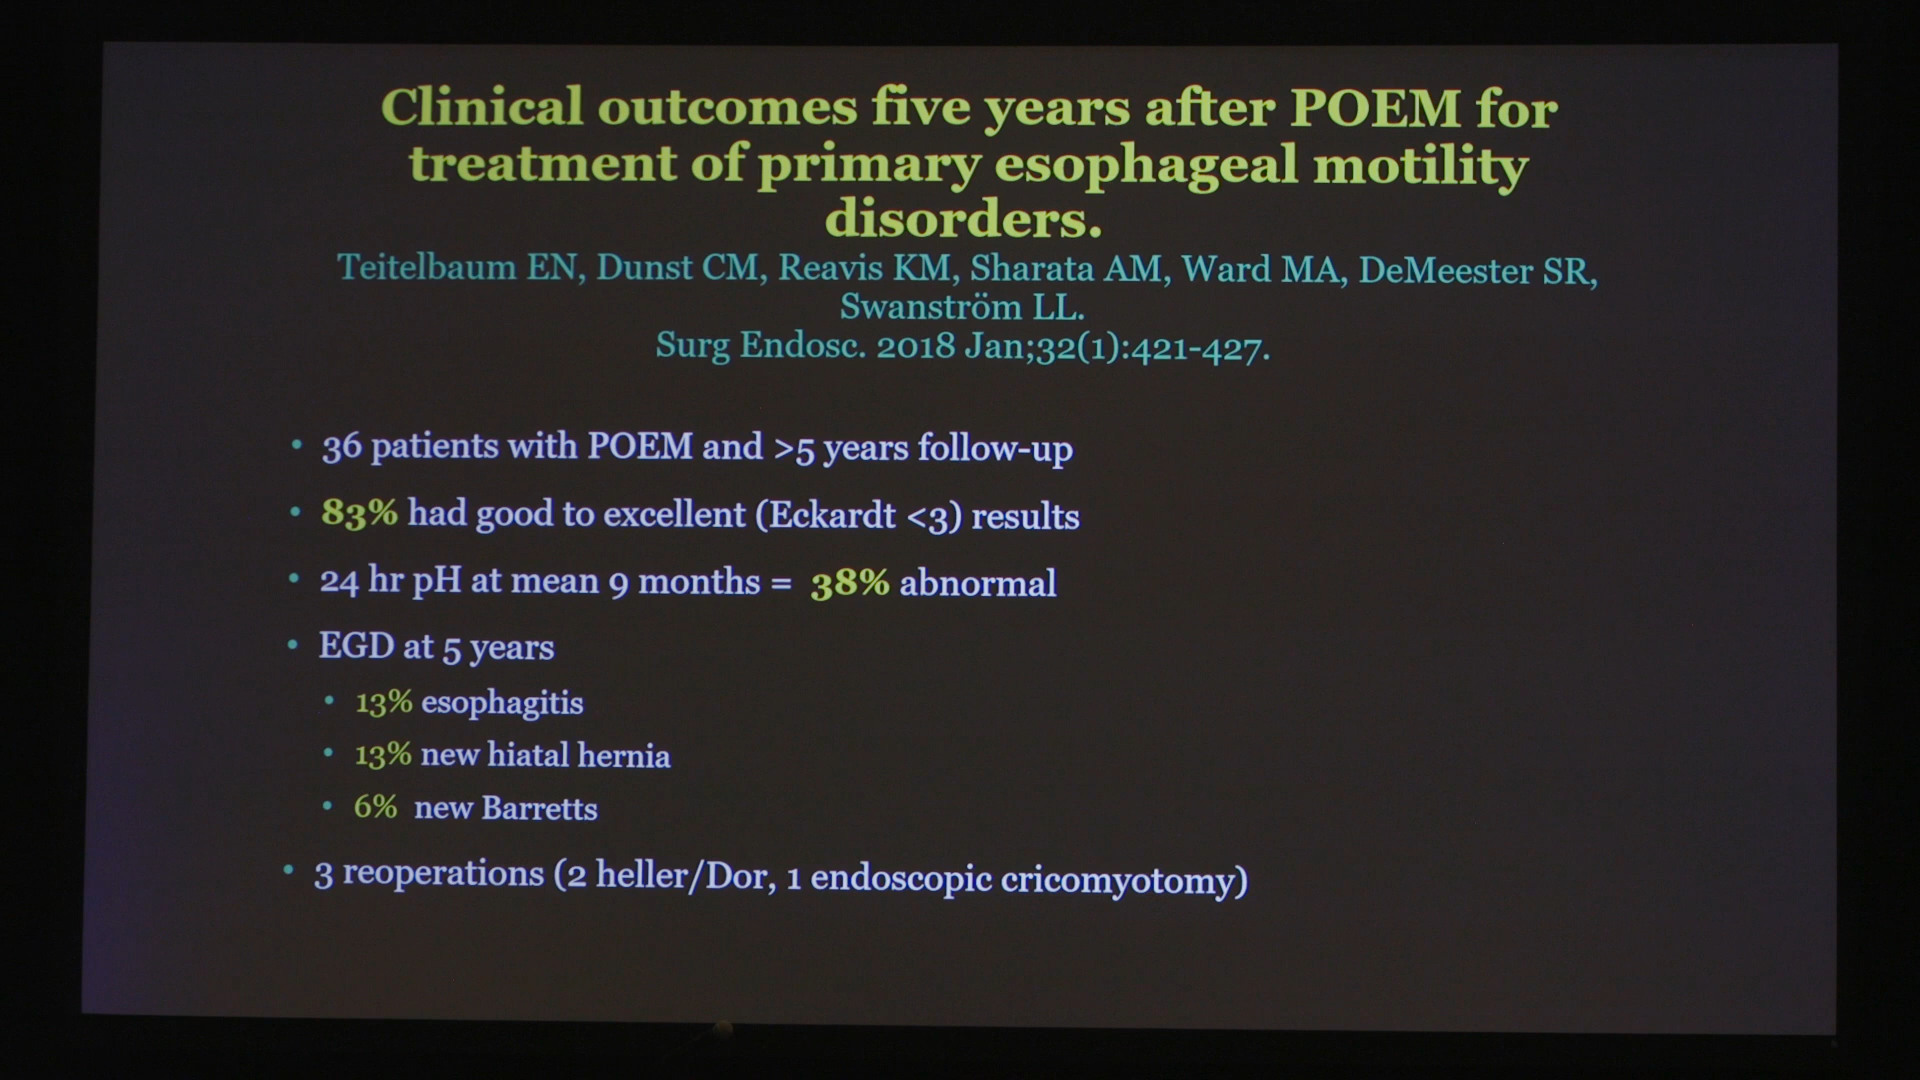 Clinical outcomes five years after POEM for
treatment of primary esophageal motility
disorders.
Teitelbaum EN, Dunst CM, Reavis KM, Sharata AM, Ward MA, DeMeester SR,
Swanström LL.
Surg Endosc. 2018 Jan;32(1):421-427.
• 36 patients with POEM and >5 years follow-up
• 83% had good to excellent (Eckardt <3) results
• 24 hr pH at mean 9 months = 38% abnormal
• EGD at 5 years
• 13% esophagitis
• 13% new hiatal hernia
• 6% new Barretts
• 3 reoperations (2 heller/Dor, 1 endoscopic cricomyotomy)